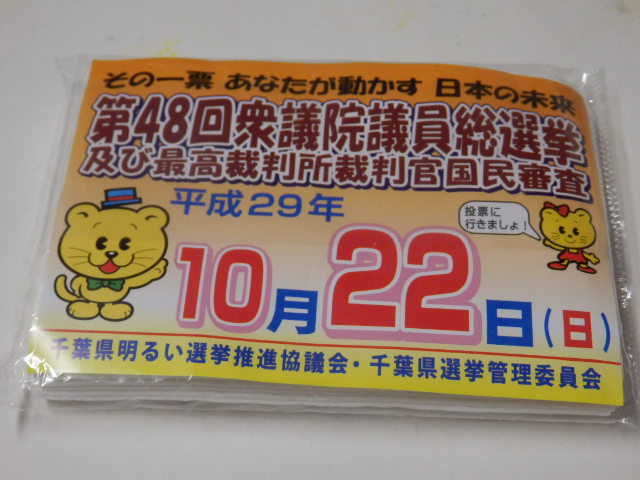 その一票 あなたが動かす 日本の未来
第48回衆議院議員総選挙
及び最高裁判所裁判官国民審査
平成29年
投票に
行きましょ!
10月22日(日)
千葉県明るい選挙推進協議会・千葉県選挙管理委員会